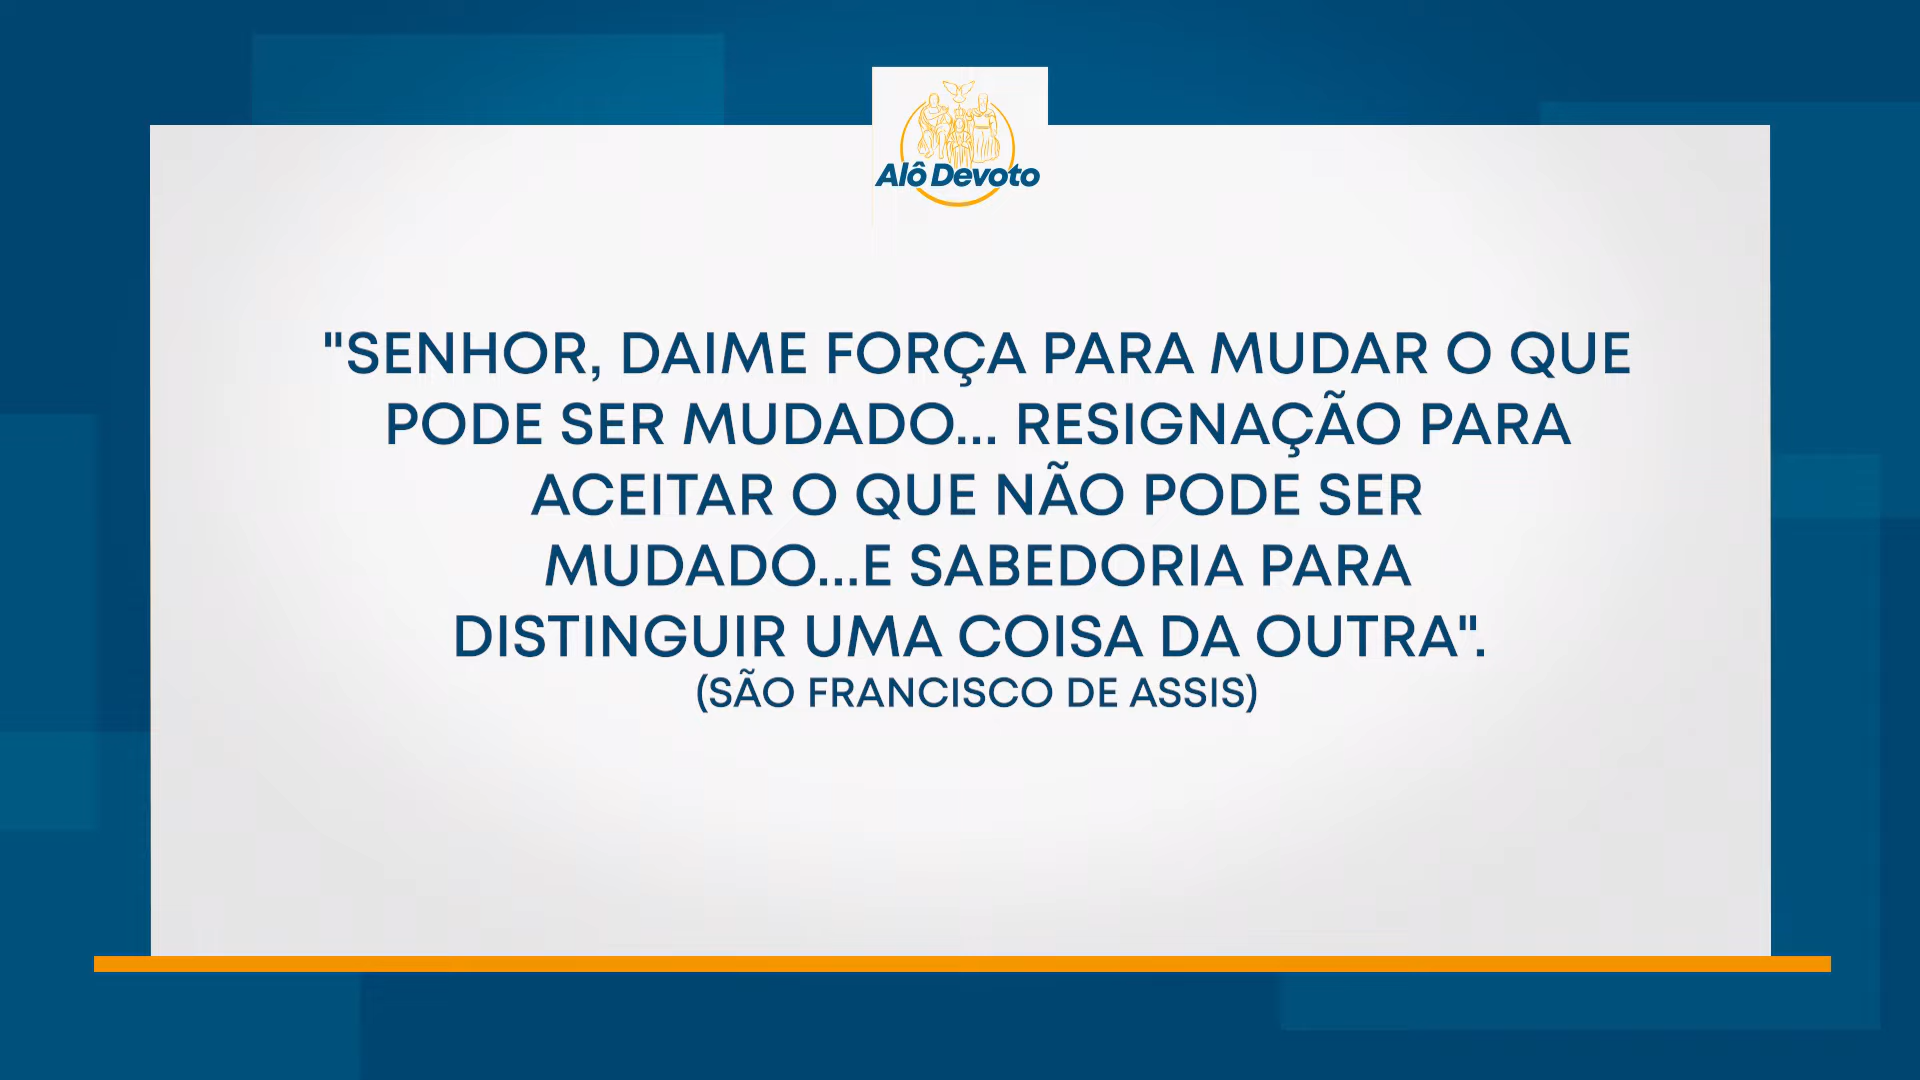 Alô Devoto
"SENHOR, DAIME FORÇA PARA MUDAR O QUE
PODE SER MUDADO... RESIGNAÇÃO PARA
ACEITAR O QUE NÃO PODE SER
MUDADO...E SABEDORIA PARA
DISTINGUIR UMA COISA DA OUTRA".
(SÃO FRANCISCO DE ASSIS)